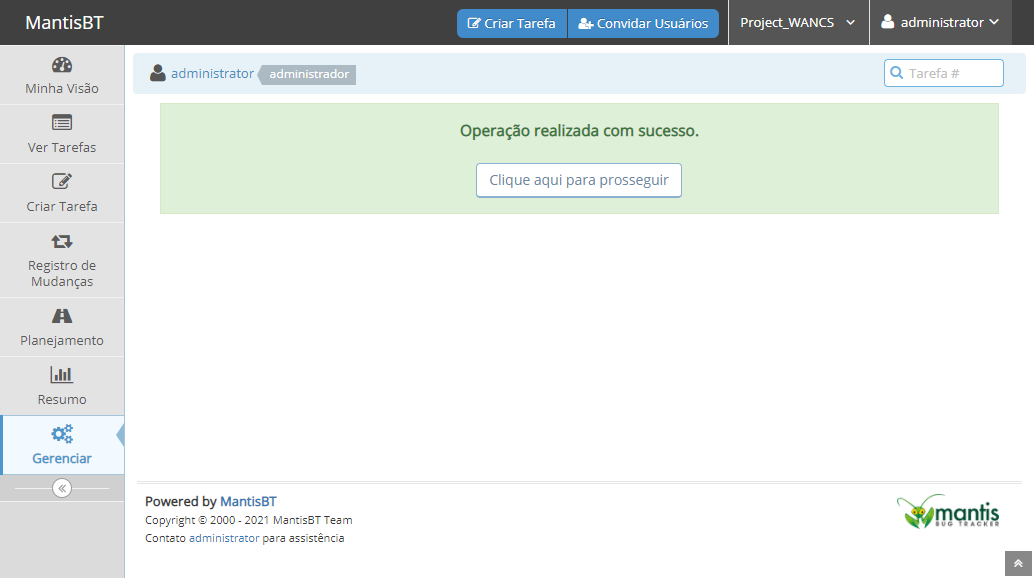 MantisBT
Criar Tarefa
Convidar Usuários
Project_WANCS
administrator
Minha Visão
Ver Tarefas
Criar Tarefa
Registro de
Mudanças
Planejamento
Resumo
Gerenciar
administrator administrador
Tarefa #
Operação realizada com sucesso.
Clique aqui para prosseguir
Powered by MantisBT
Copyright © 2000 - 2021 MantisBT Team
Contato administrator para assistência
mantis
BUG TRACKER